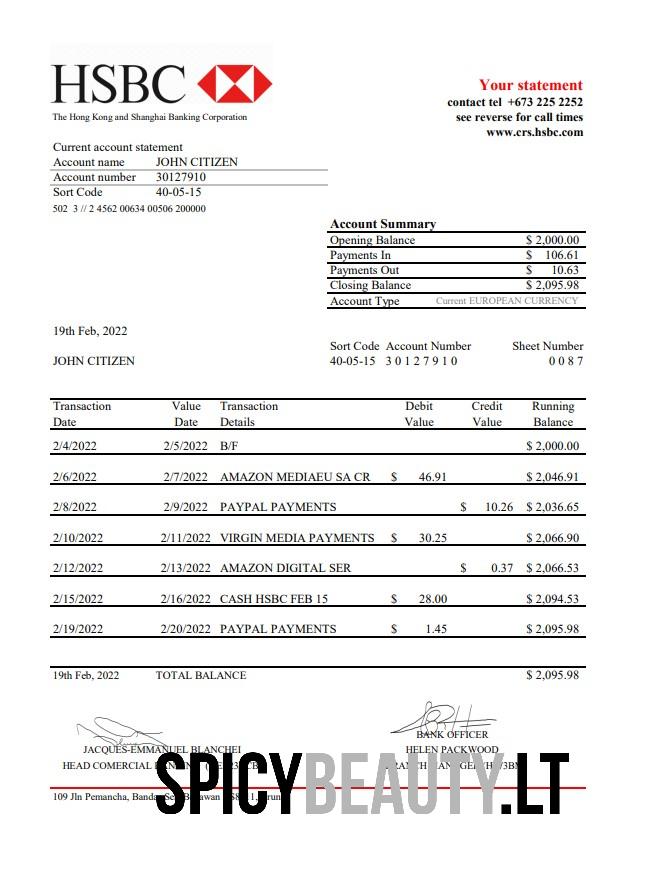 HSBC
The Hong Kong and Shanghai Banking Corporation
Your statement
contact tel +673 225 2252
see reverse for call times
www.crs.hsbc.com
Current account statement
Account name JOHN CITIZEN
Account number 30127910
Sort Code 40-05-15
502 3 // 2 4562 00634 00506 200000
Account Summary
Opening Balance $ 2,000.00
Payments In $ 106.61
Payments Out $ 10.63
Closing Balance $ 2,095.98
Account Type Current EUROPEAN CURRENCY
19th Feb, 2022
Sort Code Account Number Sheet Number
JOHN CITIZEN 40-05-15 3 0 1 2 7 9 1 0 0 0 8 7
Transaction Value Transaction Debit Credit Running
Date Date Details Value Value Balance
2/4/2022 2/5/2022 B/F $ 2,000.00
2/6/2022 2/7/2022 AMAZON MEDIAEU SA CR $ 46.91 $ 2,046.91
2/8/2022 2/9/2022 PAYPAL PAYMENTS $ 10.26 $ 2,036.65
2/10/2022 2/11/2022 VIRGIN MEDIA PAYMENTS $ 30.25 $ 2,066.90
2/12/2022 2/13/2022 AMAZON DIGITAL SER $ 0.37 $ 2,066.53
2/15/2022 2/16/2022 CASH HSBC FEB 15 $ 28.00 $ 2,094.53
2/19/2022 2/20/2022 PAYPAL PAYMENTS $ 1.45 $ 2,095.98
19th Feb, 2022 TOTAL BALANCE $ 2,095.98
BANK OFFICER
JACQUES-EMMANUEL BLANCHEI HELEN PACKWOOD
HEAD COMERCIAL
SPICYBEAUTY.LT
109 Jln Pemancha,